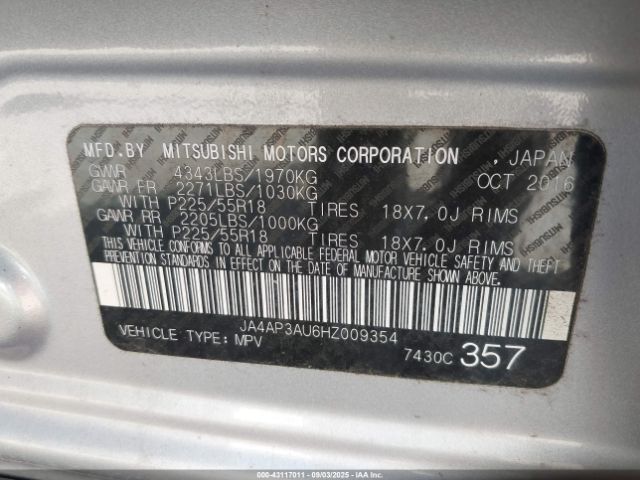 MFD.BY MITSUBISHI MOTORS CORPORATION , JAPAN
GVWR 4343LBS/1970KG OCT 2016
GAWR FR 2271LBS/1030KG
WITH P225/55R18 TIRES 18X7.0J RIMS
GAWR RR 2205LBS/1000KG
WITH P225/55R18 TIRES 18X7.0J RIMS
THIS VEHICLE CONFORMS TO ALL APPLICABLE FEDERAL MOTOR VEHICLE SAFETY AND THEFT
PREVENTION STANDARDS IN EFFECT ON THE DATE OF MANUFACTURE SHOWN ABOVE.
JA4AP3AU6HZ009354
VEHICLE TYPE: MPV 7430C 357
000-43117011 - 09/03/2025 - IAA Inc.